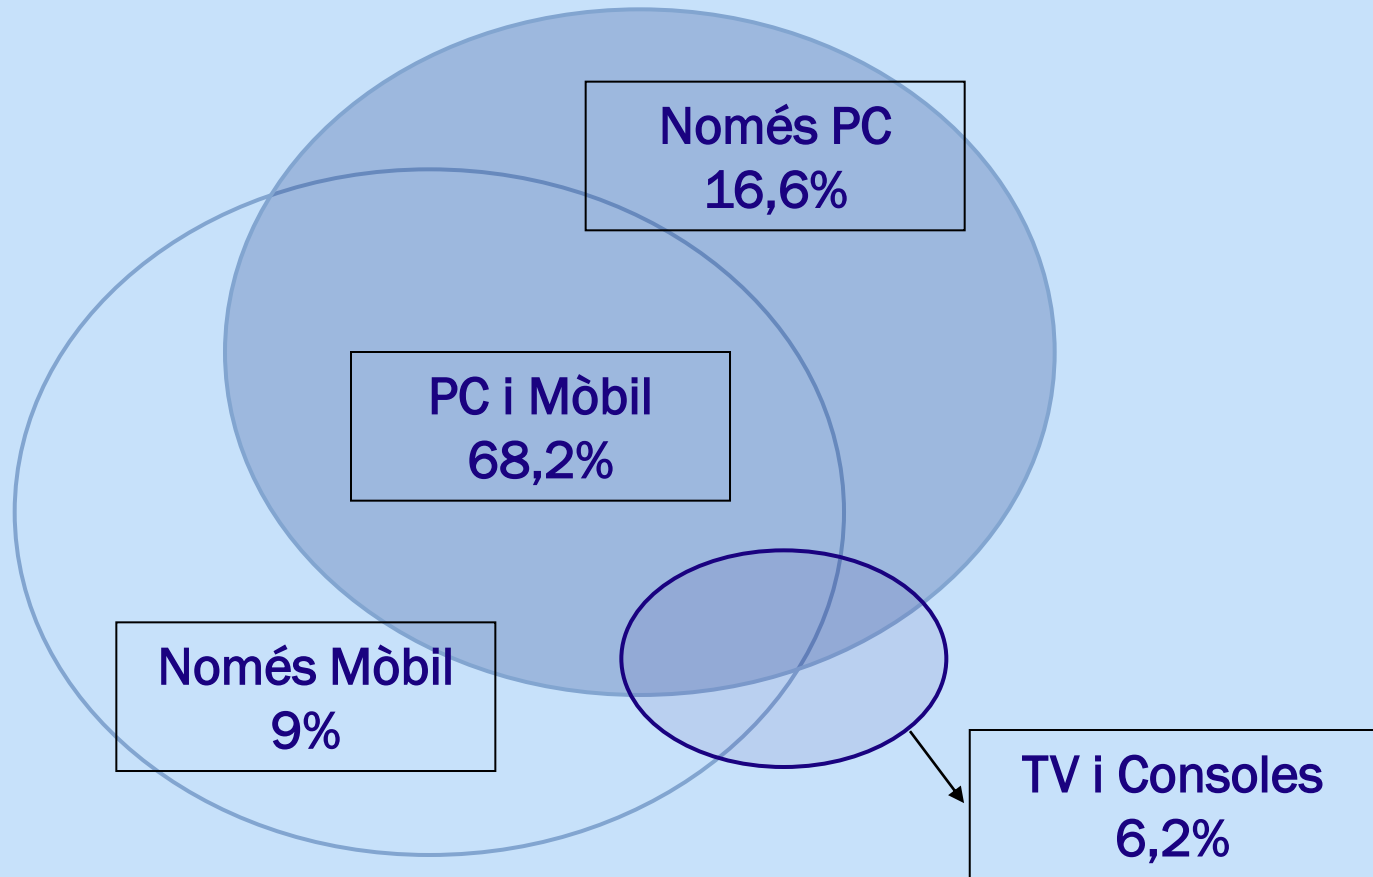 Només PC
16,6%
PC i Mòbil
68,2%
Només Mòbil
9%
TV i Consoles
6,2%